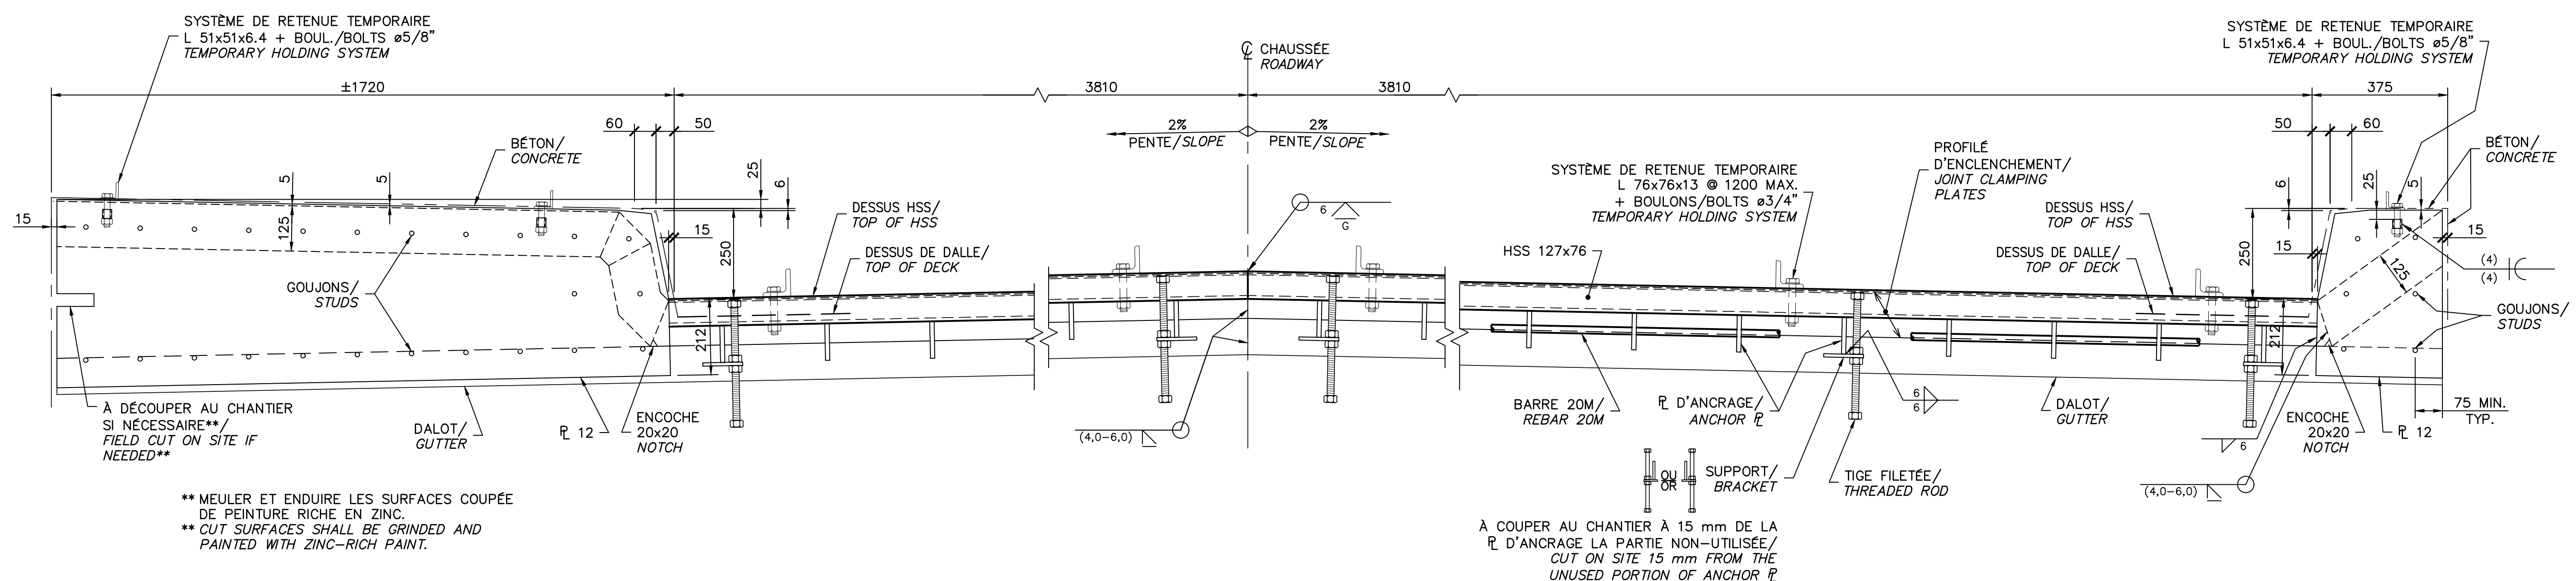 SYSTÈME DE RETENUE TEMPORAIRE
L 51x51x6.4 + BOUL./BOLTS ø5/8”
TEMPORARY HOLDING SYSTEM
℄ CHAUSSÉE
ROADWAY
SYSTÈME DE RETENUE TEMPORAIRE
L 51x51x6.4 + BOUL./BOLTS ø5/8”
TEMPORARY HOLDING SYSTEM
±1720
3810
3810
375
60
50
2%
PENTE/SLOPE
2%
PENTE/SLOPE
50
60
BÉTON/
CONCRETE
5
5
25
6
125
15
15
250
212
DESSUS HSS/
TOP OF HSS
DESSUS DE DALLE/
TOP OF DECK
GOUJONS/
STUDS
6
G
SYSTÈME DE RETENUE TEMPORAIRE
L 76x76x13 @ 1200 MAX.
+ BOULONS/BOLTS ø3/4”
TEMPORARY HOLDING SYSTEM
PROFILÉ
D'ENCLENCHEMENT/
JOINT CLAMPING
PLATES
HSS 127x76
DESSUS HSS/
TOP OF HSS
DESSUS DE DALLE/
TOP OF DECK
6
25
5
250
15
212
125
15
BÉTON/
CONCRETE
(4)
(4)
GOUJONS/
STUDS
À DÉCOUPER AU CHANTIER
SI NÉCESSAIRE**/
FIELD CUT ON SITE IF
NEEDED**
DALOT/
GUTTER
℄ 12
ENCOCHE
20x20
NOTCH
(4,0-6,0)
BARRE 20M/
REBAR 20M
PL D'ANCRAGE/
ANCHOR PL
6
6
DALOT/
GUTTER
6
ENCOCHE
20x20
NOTCH
PL 12
75 MIN.
TYP.
(4,0-6,0)
OU
OR
SUPPORT/
BRACKET
TIGE FILETÉE/
THREADED ROD
** MEULER ET ENDUIRE LES SURFACES COUPÉE
DE PEINTURE RICHE EN ZINC.
** CUT SURFACES SHALL BE GRINDED AND
PAINTED WITH ZINC-RICH PAINT.
À COUPER AU CHANTIER À 15 mm DE LA
PL D'ANCRAGE LA PARTIE NON-UTILISÉE/
CUT ON SITE 15 mm FROM THE
UNUSED PORTION OF ANCHOR PL